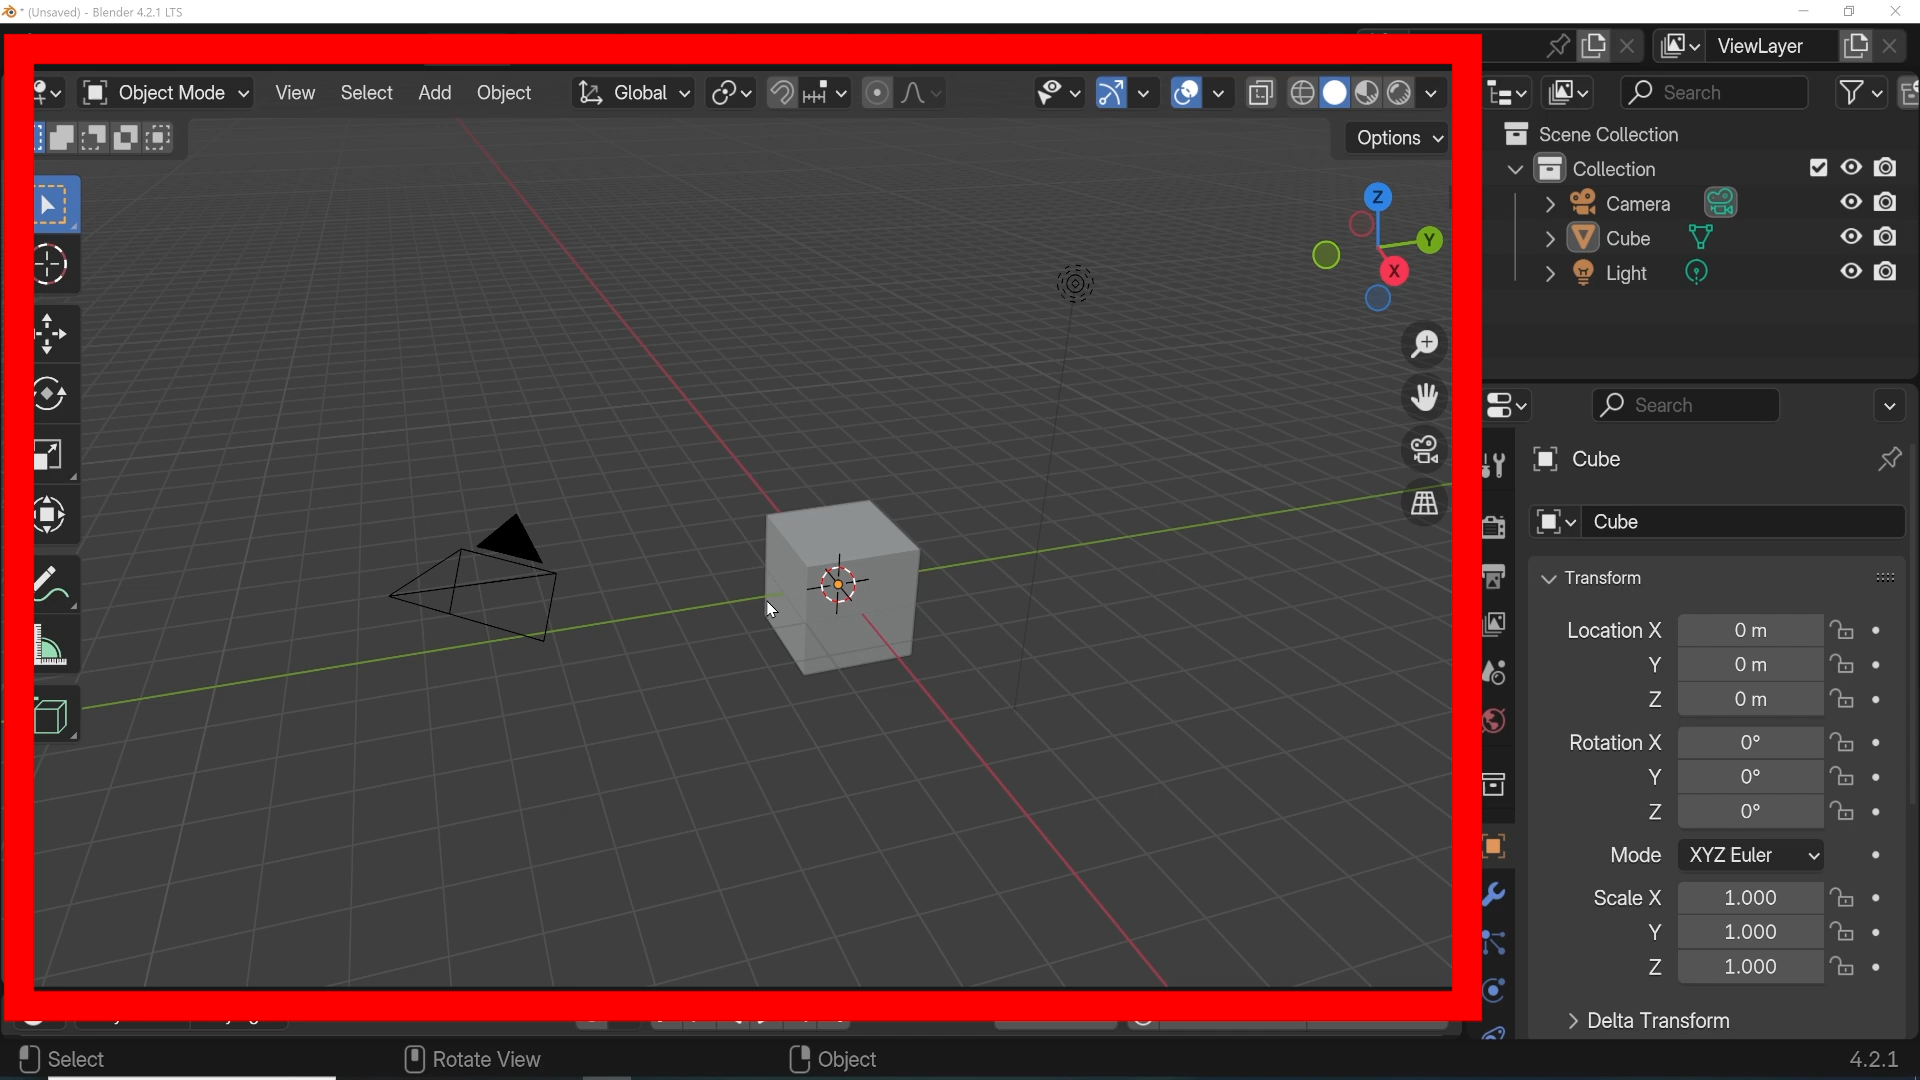 * (Unsaved) - Blender 4.2.1 LTS
ViewLayer
Object Mode View Select Add Object Global
Search
Options
Scene Collection
Collection
Camera
Cube
Light
Z
Y
X
Search
Cube
Cube
Transform
Location X 0 m
Y 0 m
Z 0 m
Rotation X 0°
Y 0°
Z 0°
Mode XYZ Euler
Scale X 1.000
Y 1.000
Z 1.000
Delta Transform
Select Rotate View Object 4.2.1